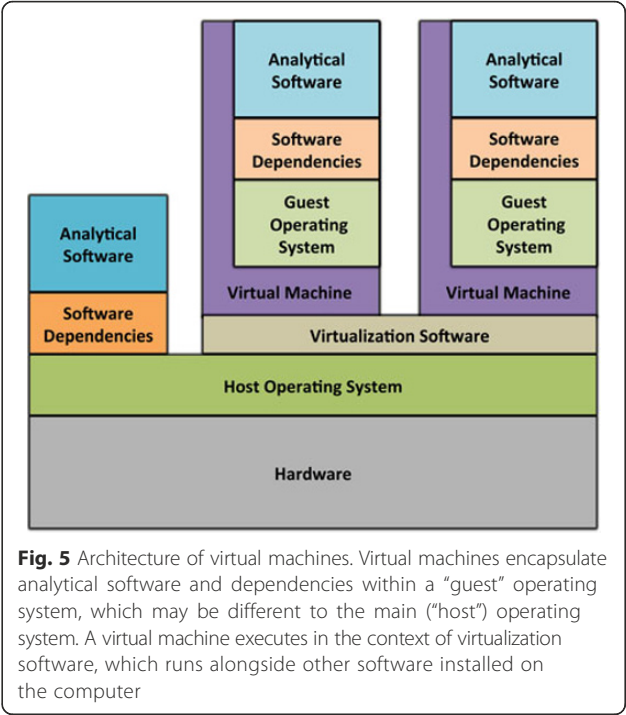 Analytical
Software
Software
Dependencies
Analytical
Software
Software
Dependencies
Guest
Operating
System
Virtual Machine
Analytical
Software
Software
Dependencies
Guest
Operating
System
Virtual Machine
Virtualization Software
Host Operating System
Hardware
Fig. 5 Architecture of virtual machines. Virtual machines encapsulate
analytical software and dependencies within a “guest” operating
system, which may be different to the main (“host”) operating
system. A virtual machine executes in the context of virtualization
software, which runs alongside other software installed on
the computer